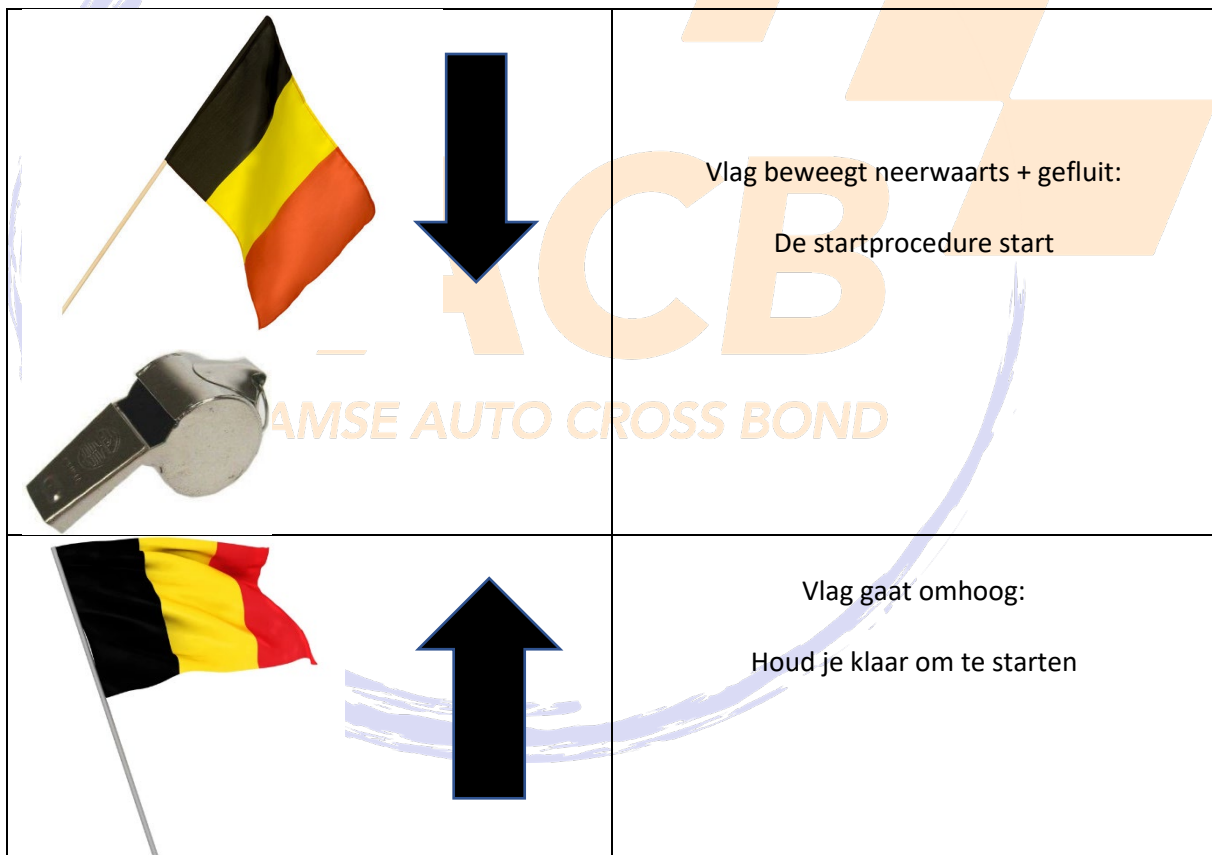 Vlag beweegt neerwaarts + gefluit:
De startprocedure start
ACB
AMSE AUTO CROSS BOND
Vlag gaat omhoog:
Houd je klaar om te starten